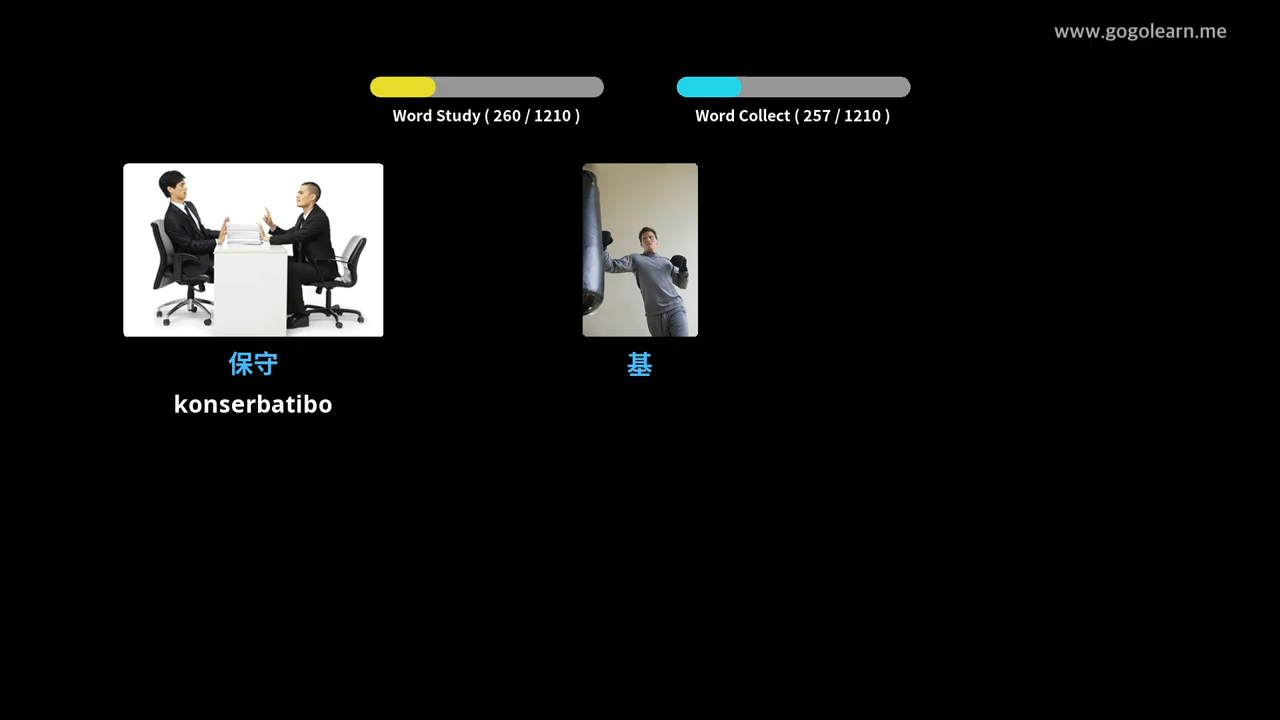 www.gogolearn.me
Word Study ( 260 / 1210 )
Word Collect ( 257 / 1210 )
保守
基
konserbatibo